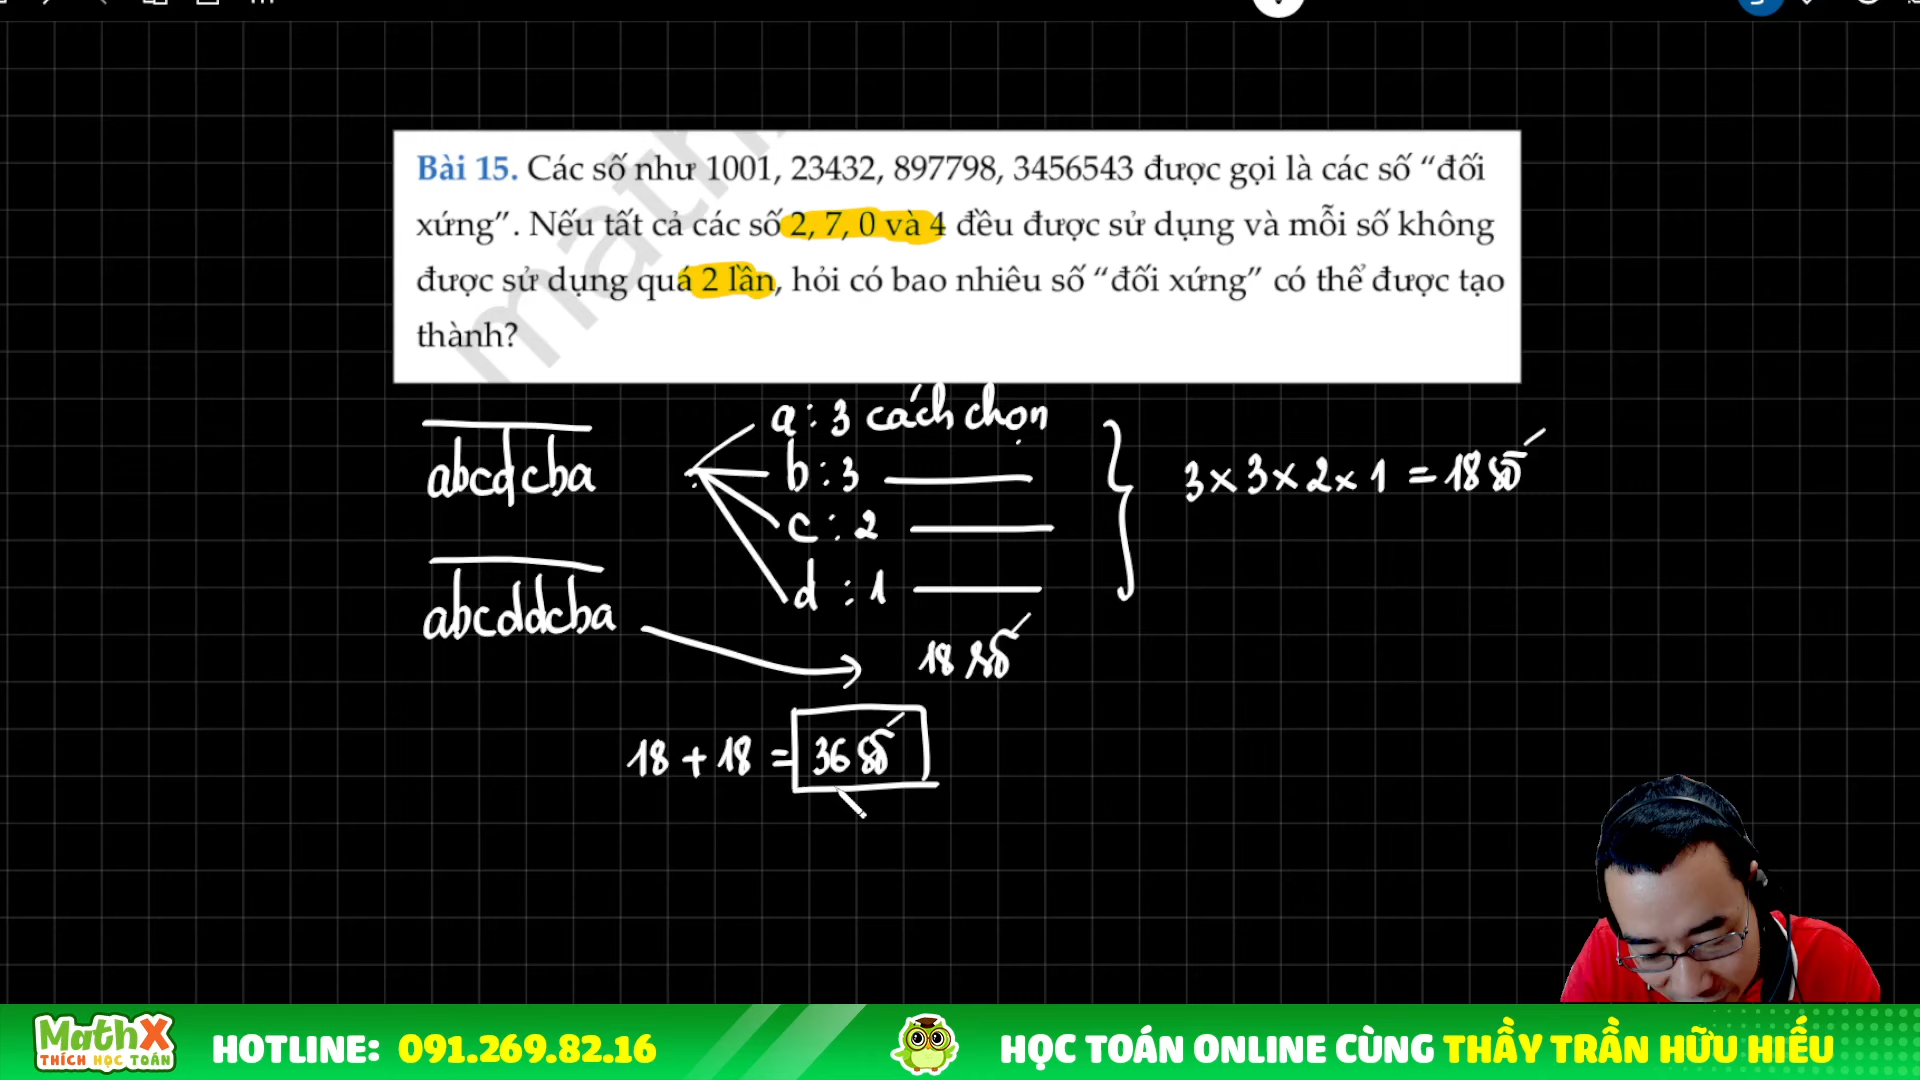 Bài 15. Các số như 1001, 23432, 897798, 3456543 được gọi là các số “đối
xứng”. Nếu tất cả các số 2, 7, 0 và 4 đều được sử dụng và mỗi số không
được sử dụng quá 2 lần, hỏi có bao nhiêu số “đối xứng” có thể được tạo
thành?
abcdcba
a : 3 cách chọn
b : 3
c : 2
d : 1
3 x 3 x 2 x 1 = 18 số
abcddcba
18 số
18 + 18 = 36 số
MathX
THÍCH HỌC TOÁN
HOTLINE: 091.269.82.16
HỌC TOÁN ONLINE CÙNG THẦY TRẦN HỮU HIẾU